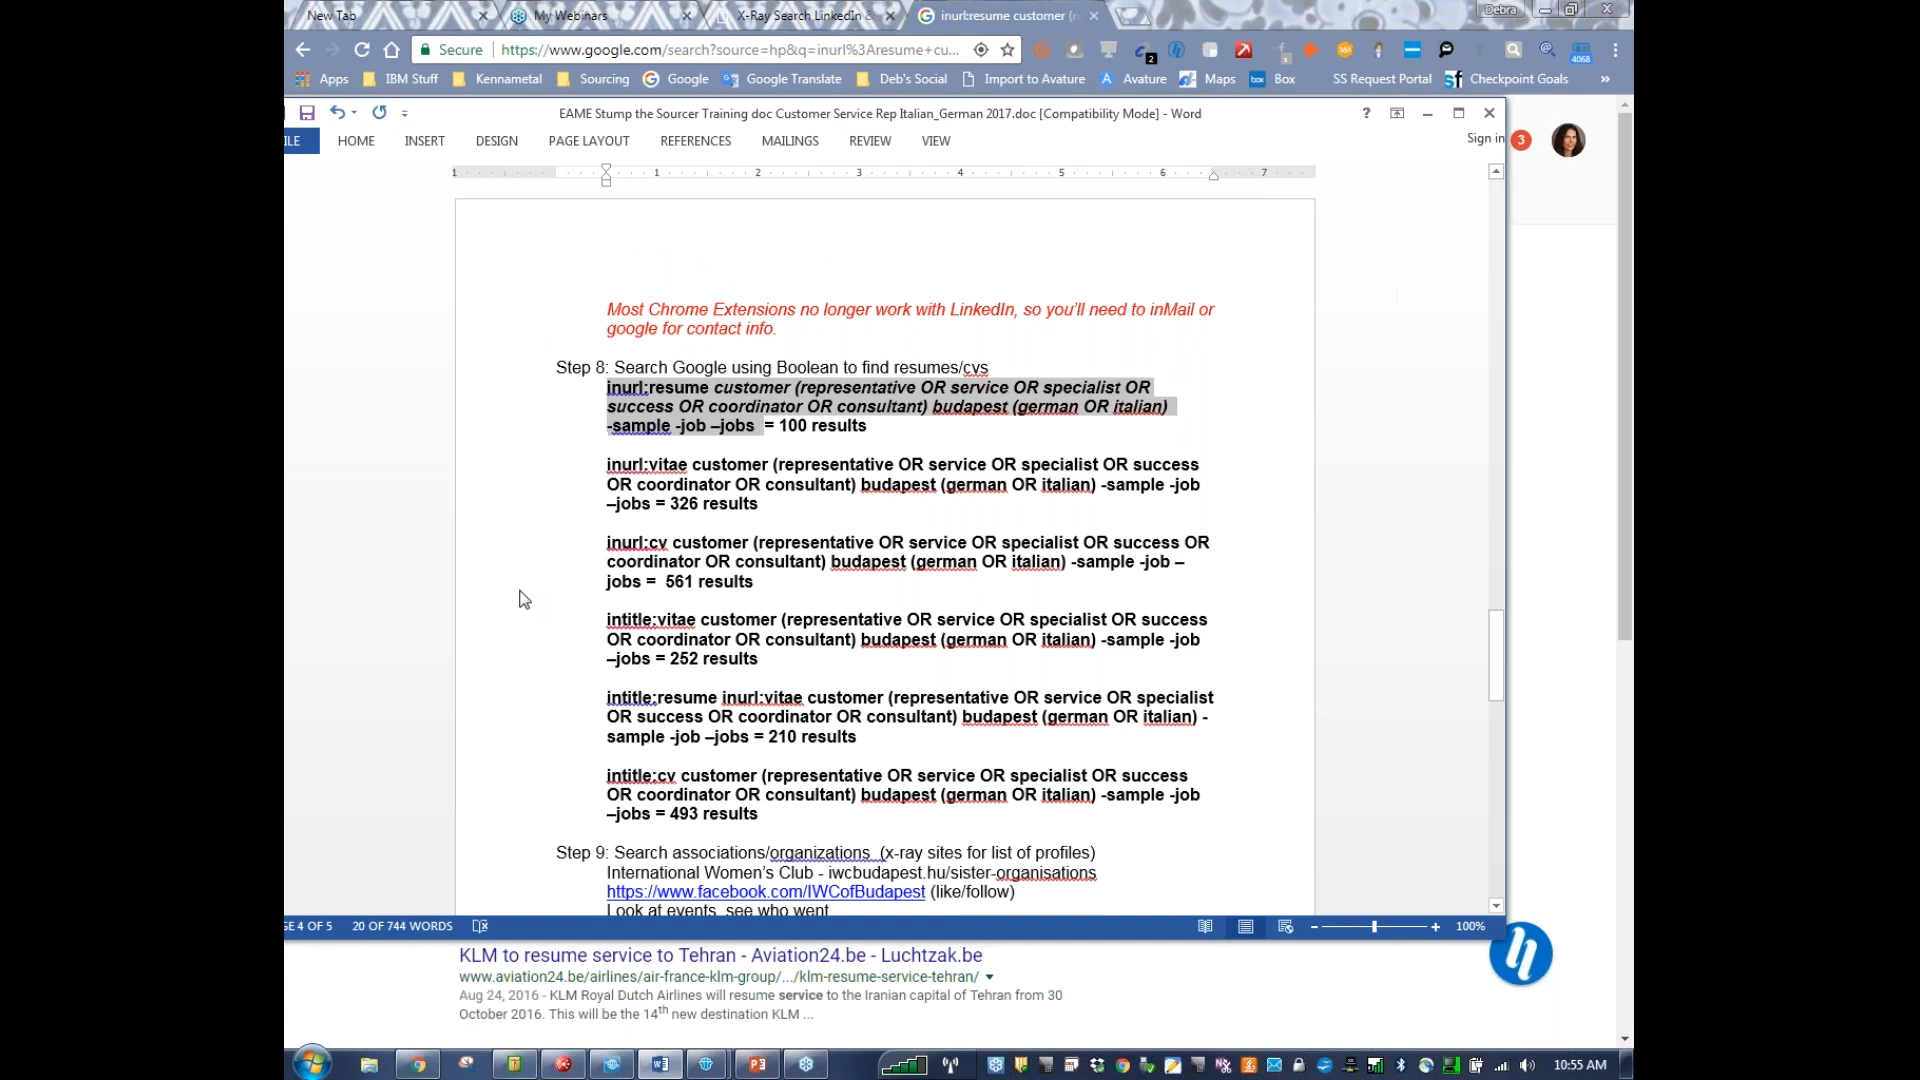 New Tab
My Webinars
X-Ray Search LinkedIn &
inurl:resume customer (r
Debra
Secure
https://www.google.com/search?source=hp&q=inurl%3Aresume+cu...
2
4068
Apps
IBM Stuff
Kennametal
Sourcing
Google
Google Translate
Deb's Social
Import to Avature
Avature
Maps
Box
SS Request Portal
Checkpoint Goals
»
EAME Stump the Sourcer Training doc Customer Service Rep Italian_German 2017.doc [Compatibility Mode] - Word
ILE
HOME
INSERT
DESIGN
PAGE LAYOUT
REFERENCES
MAILINGS
REVIEW
VIEW
Sign in
3
1 1 2 3 4 5 6 7
Most Chrome Extensions no longer work with LinkedIn, so you'll need to inMail or
google for contact info.
Step 8: Search Google using Boolean to find resumes/cvs
inurl:resume customer (representative OR service OR specialist OR
success OR coordinator OR consultant) budapest (german OR italian)
-sample -job –jobs = 100 results
inurl:vitae customer (representative OR service OR specialist OR success
OR coordinator OR consultant) budapest (german OR italian) -sample -job
–jobs = 326 results
inurl:cv customer (representative OR service OR specialist OR success OR
coordinator OR consultant) budapest (german OR italian) -sample -job –
jobs = 561 results
intitle:vitae customer (representative OR service OR specialist OR success
OR coordinator OR consultant) budapest (german OR italian) -sample -job
–jobs = 252 results
intitle:resume inurl:vitae customer (representative OR service OR specialist
OR success OR coordinator OR consultant) budapest (german OR italian) -
sample -job –jobs = 210 results
intitle:cv customer (representative OR service OR specialist OR success
OR coordinator OR consultant) budapest (german OR italian) -sample -job
–jobs = 493 results
Step 9: Search associations/organizations (x-ray sites for list of profiles)
International Women's Club - iwcbudapest.hu/sister-organisations
https://www.facebook.com/IWCofBudapest (like/follow)
Look at events, see who went
GE 4 OF 5
20 OF 744 WORDS
100%
KLM to resume service to Tehran - Aviation24.be - Luchtzak.be
www.aviation24.be/airlines/air-france-klm-group/.../klm-resume-service-tehran/
Aug 24, 2016 - KLM Royal Dutch Airlines will resume service to the Iranian capital of Tehran from 30
October 2016. This will be the 14th new destination KLM ...
10:55 AM